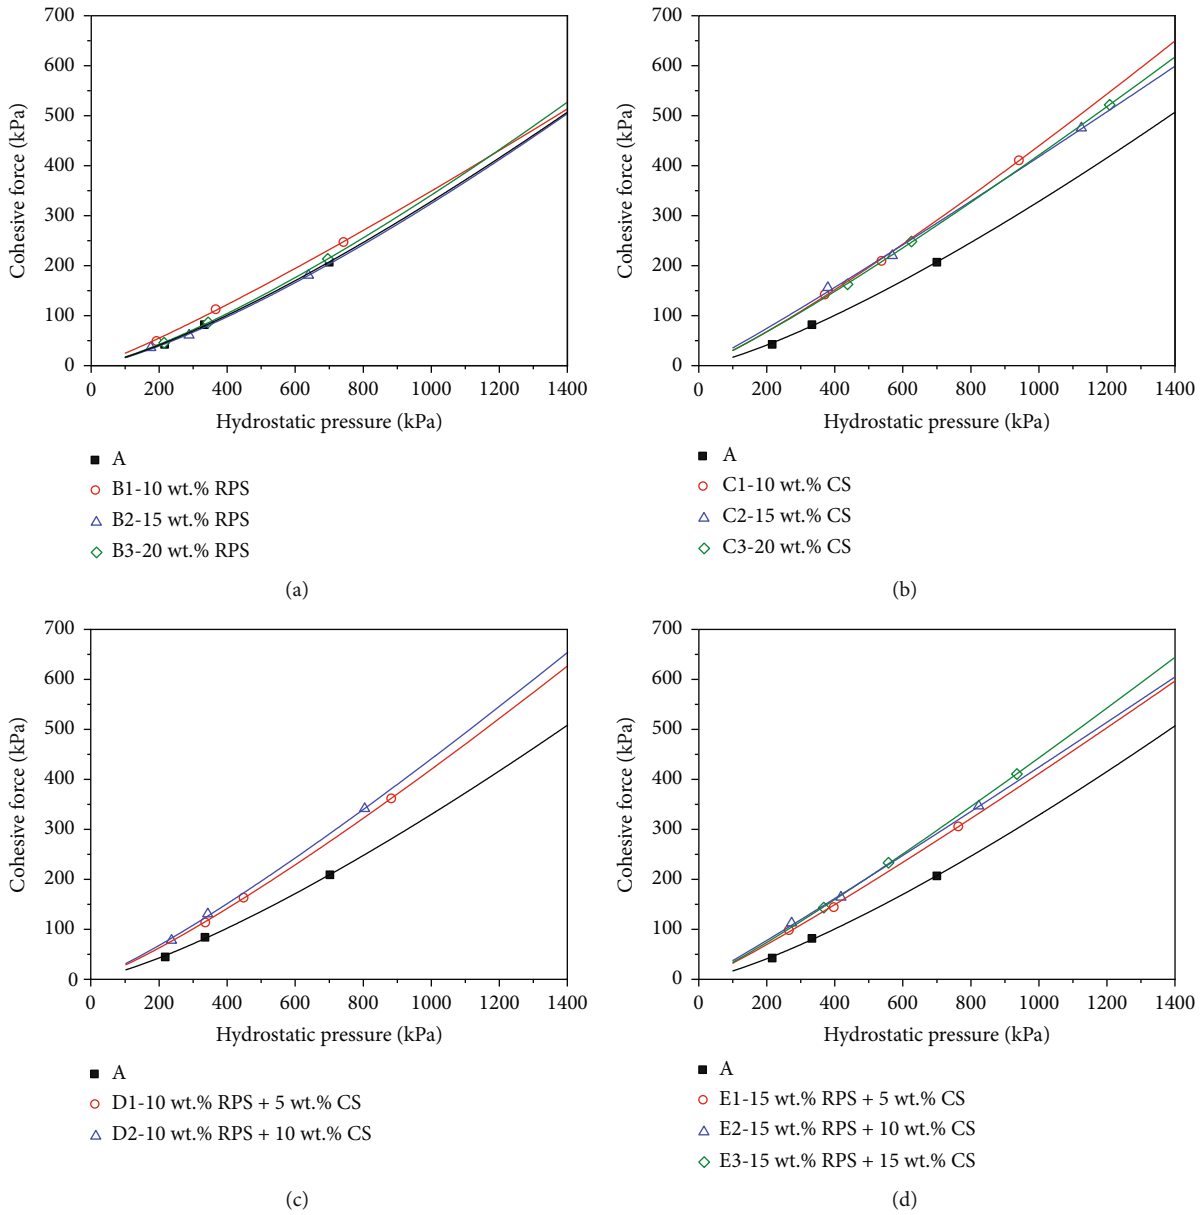 700
600
500
400
300
200
100
0
Cohesive force (kPa)
0 200 400 600 800 1000 1200 1400
Hydrostatic pressure (kPa)
A
B1-10 wt.% RPS
B2-15 wt.% RPS
B3-20 wt.% RPS
(a)
700
600
500
400
300
200
100
0
Cohesive force (kPa)
0 200 400 600 800 1000 1200 1400
Hydrostatic pressure (kPa)
A
C1-10 wt.% CS
C2-15 wt.% CS
C3-20 wt.% CS
(b)
700
600
500
400
300
200
100
0
Cohesive force (kPa)
0 200 400 600 800 1000 1200 1400
Hydrostatic pressure (kPa)
A
D1-10 wt.% RPS + 5 wt.% CS
D2-10 wt.% RPS + 10 wt.% CS
(c)
700
600
500
400
300
200
100
0
Cohesive force (kPa)
0 200 400 600 800 1000 1200 1400
Hydrostatic pressure (kPa)
A
E1-15 wt.% RPS + 5 wt.% CS
E2-15 wt.% RPS + 10 wt.% CS
E3-15 wt.% RPS + 15 wt.% CS
(d)